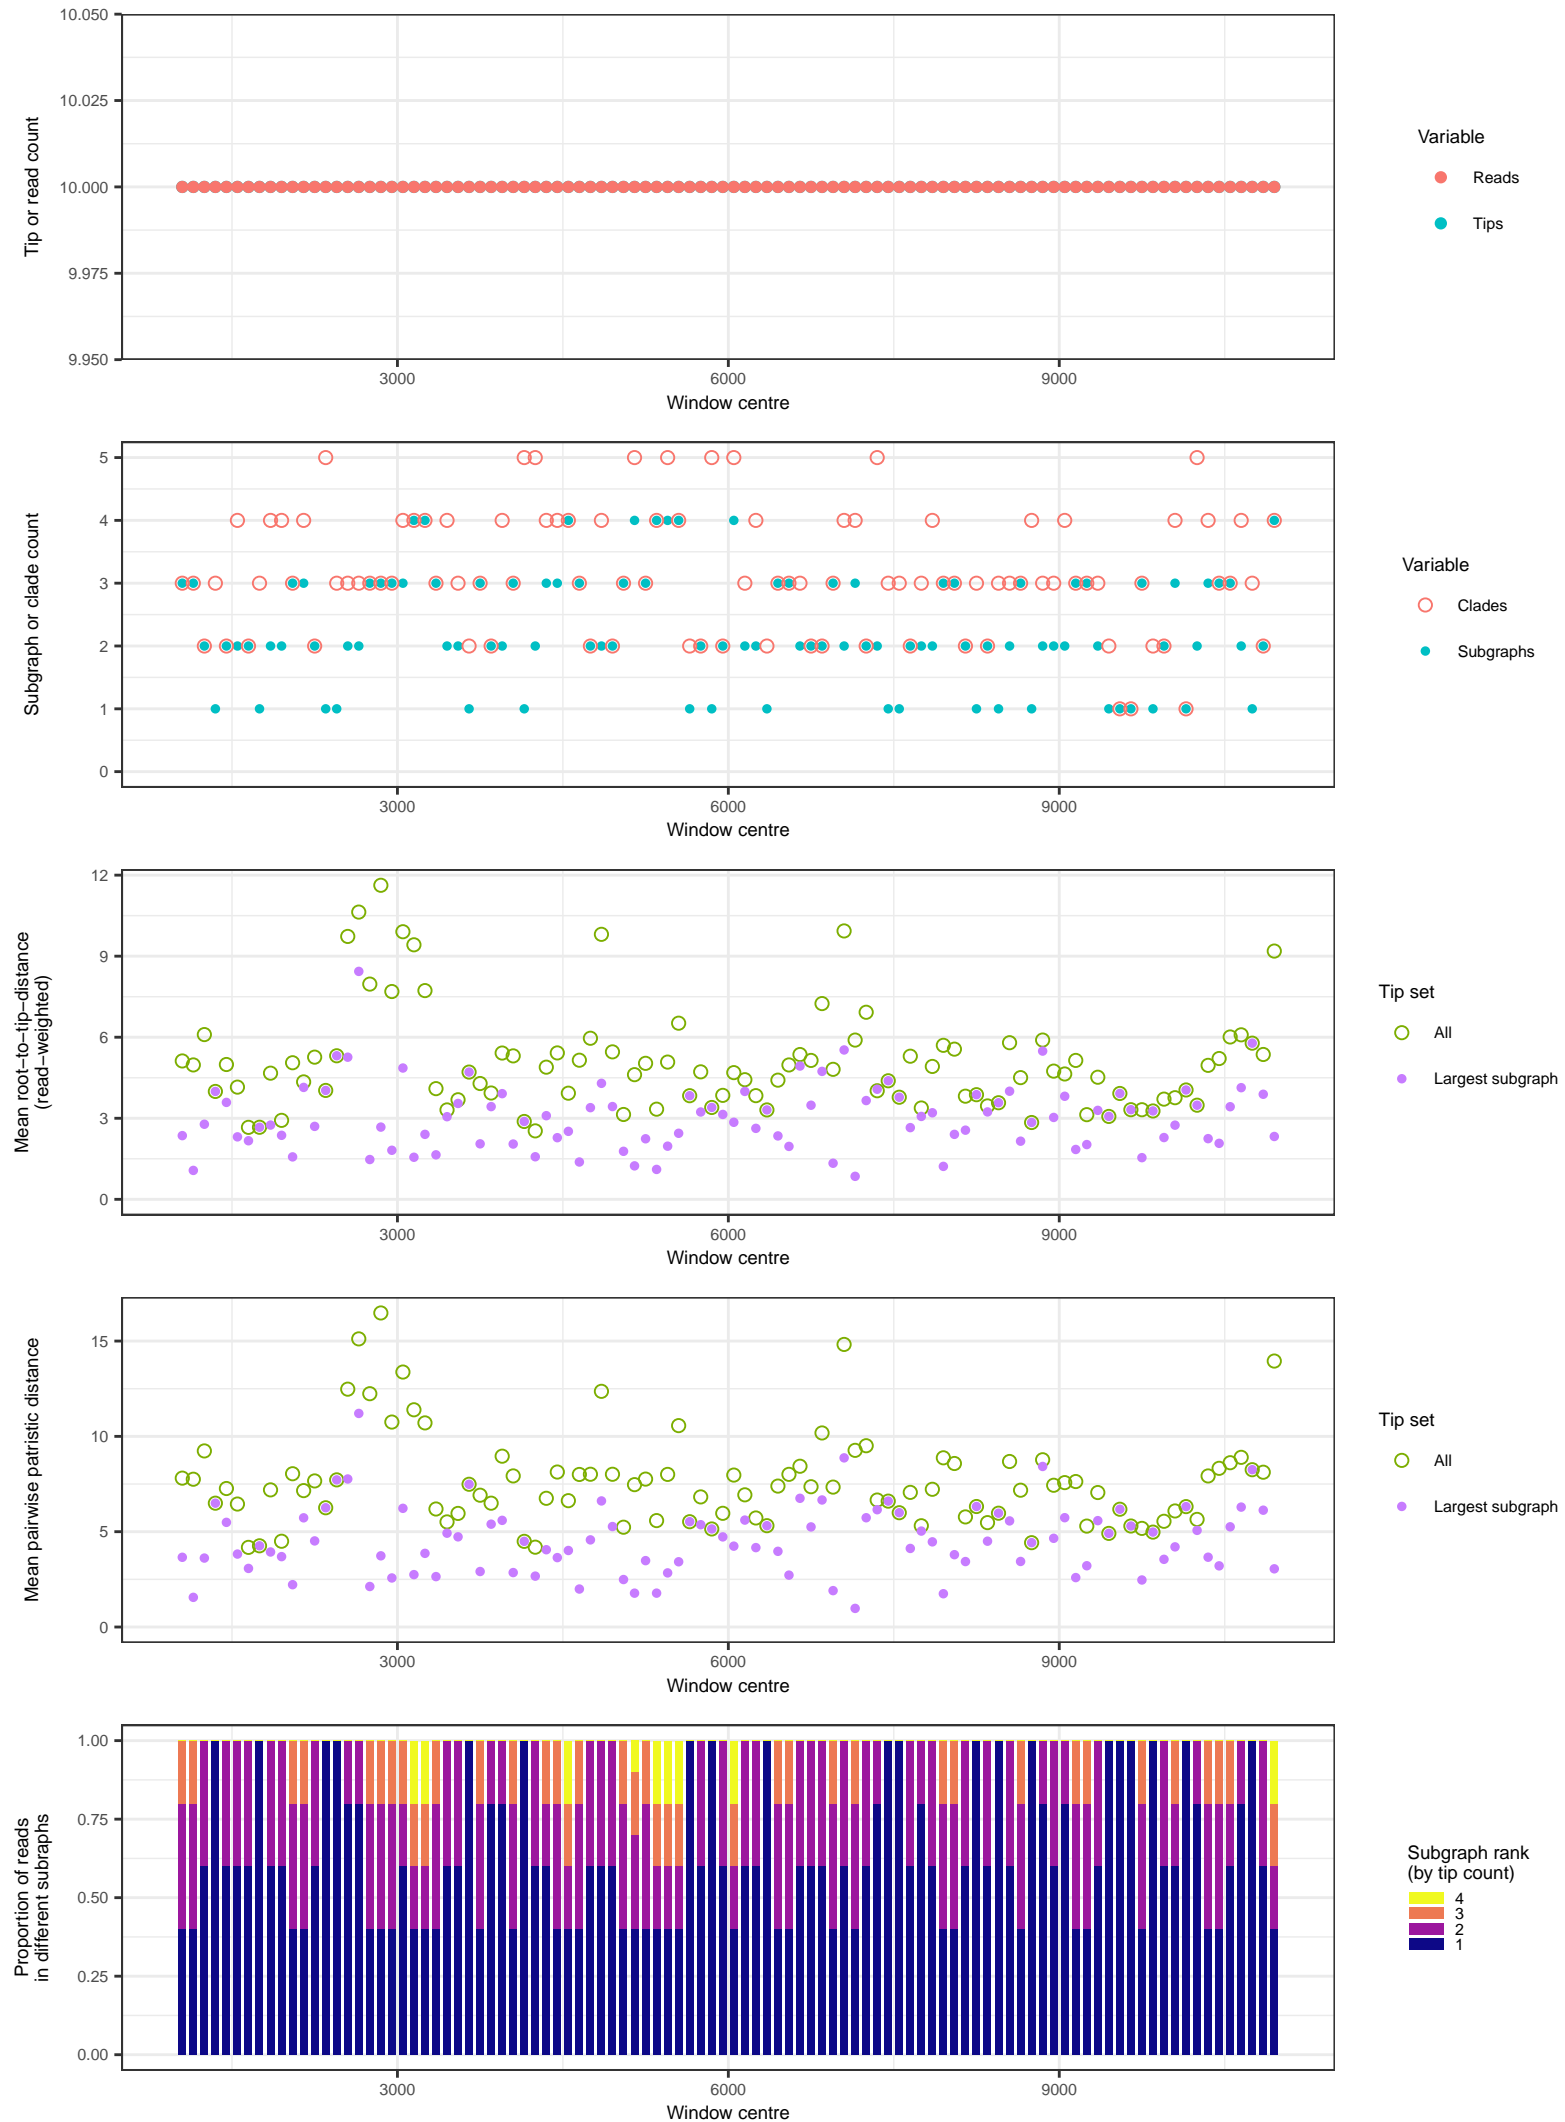 10.050
10.025
10.000
9.975
9.950
Tip or read count
3000
6000
9000
Window centre
Variable
Reads
Tips
5
4
3
2
1
0
Subgraph or clade count
3000
6000
9000
Window centre
Variable
Clades
Subgraphs
12
9
6
3
0
Mean root−to−tip−distance
(read−weighted)
3000
6000
9000
Window centre
Tip set
All
Largest subgraph
15
10
5
0
Mean pairwise patristic distance
3000
6000
9000
Window centre
Tip set
All
Largest subgraph
1.00
0.75
0.50
0.25
0.00
Proportion of reads
in different subraphs
3000
6000
9000
Window centre
Subgraph rank
(by tip count)
4
3
2
1